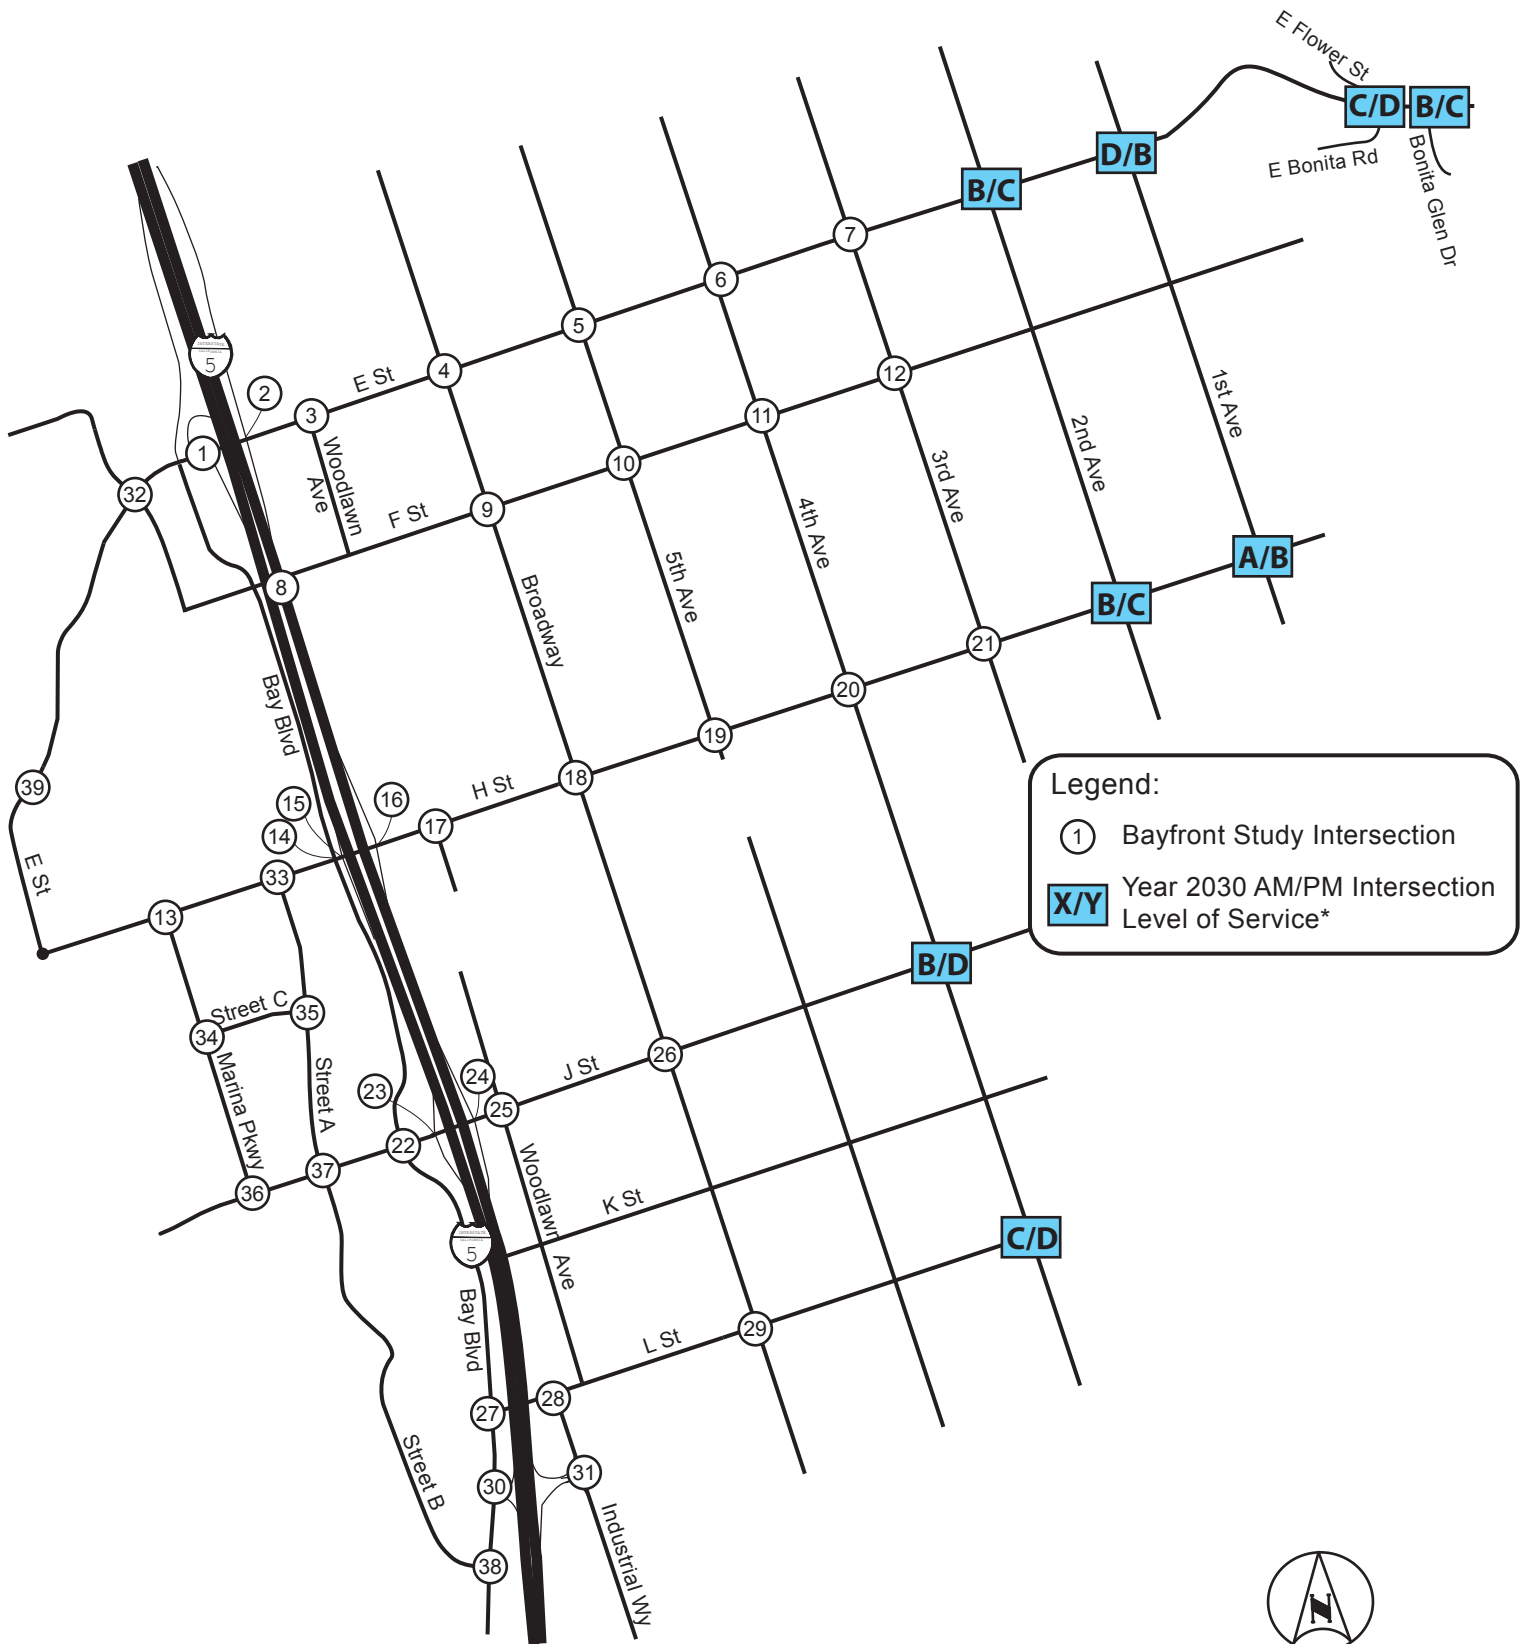 E Flower St
C/D
B/C
D/B
B/C
E Bonita Rd
Bonita Glen Dr
7
6
5
INTERSTATE
CALIFORNIA
5
4
12
2
E St
3
11
1st Ave
2nd Ave
1
Woodlawn
Ave
10
3rd Ave
32
9
F St
4th Ave
A/B
8
5th Ave
B/C
Broadway
21
Bay Blvd
20
19
18
H St
39
15
16
14
17
Legend:
1 Bayfront Study Intersection
X/Y Year 2030 AM/PM Intersection
Level of Service*
E St
33
13
B/D
Street C
35
34
Marina Pkwy
Street A
26
J St
24
23
25
22
37
36
Woodlawn
Ave
K St
INTERSTATE
CALIFORNIA
5
C/D
Bay Blvd
29
L St
28
27
Street B
31
30
Industrial Wy
38
N